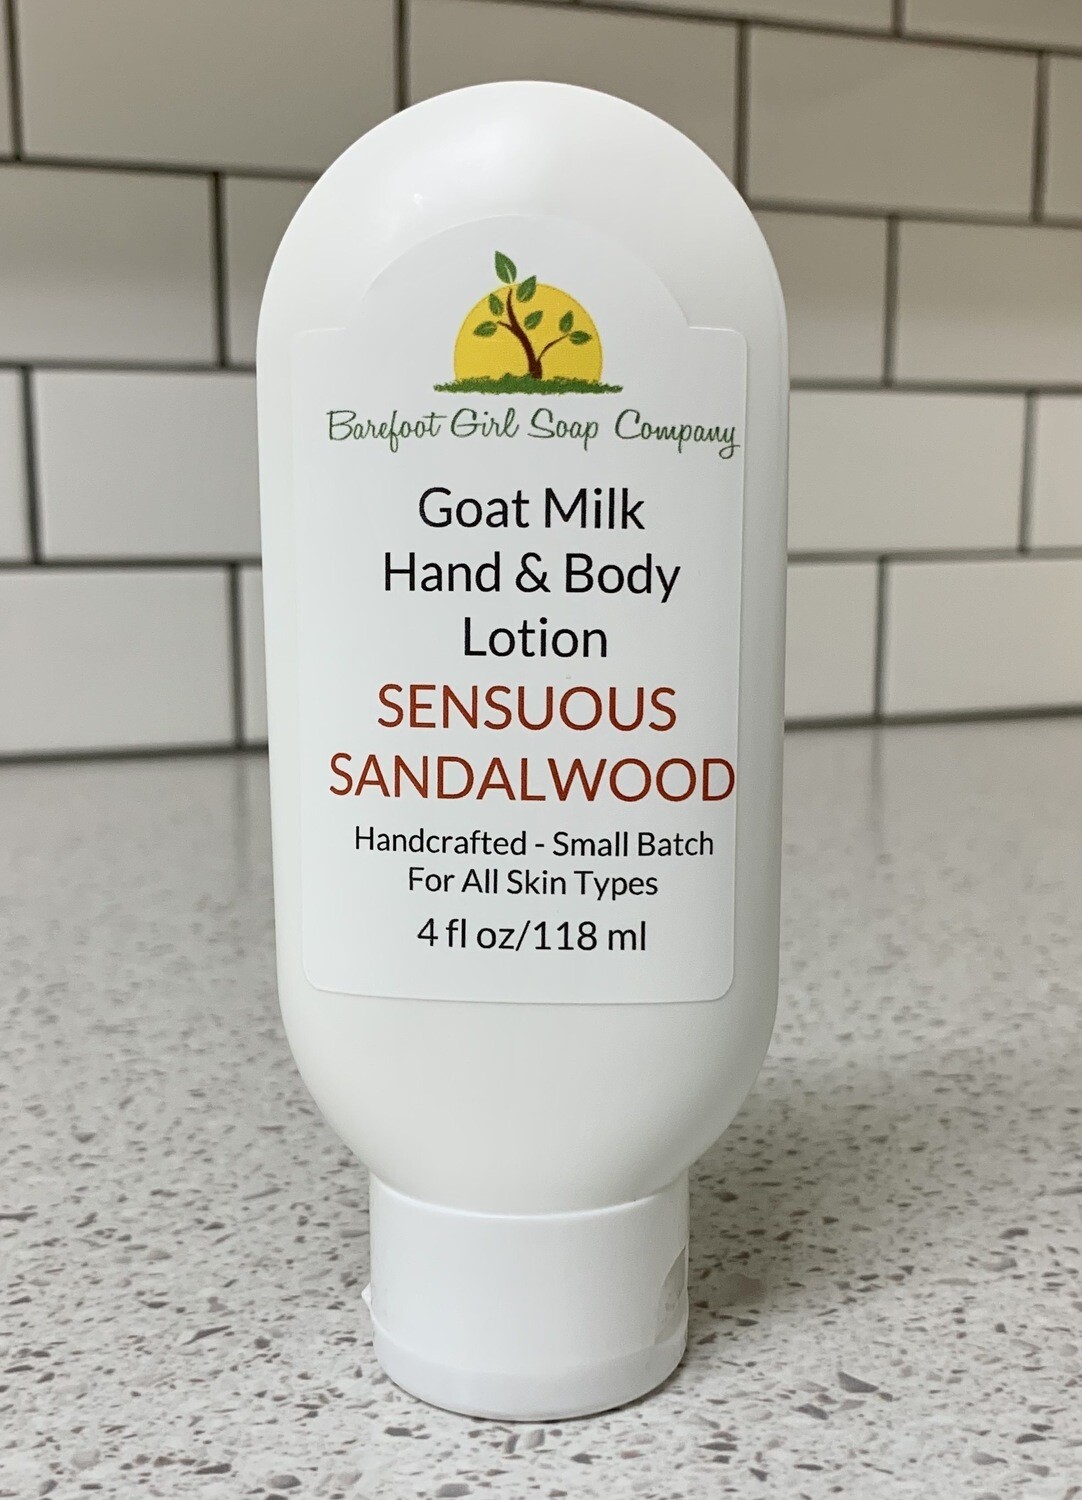 Barefoot Girl Soap Company
Goat Milk
Hand & Body
Lotion
SENSUOUS
SANDALWOOD
Handcrafted - Small Batch
For All Skin Types
4 fl oz/118 ml